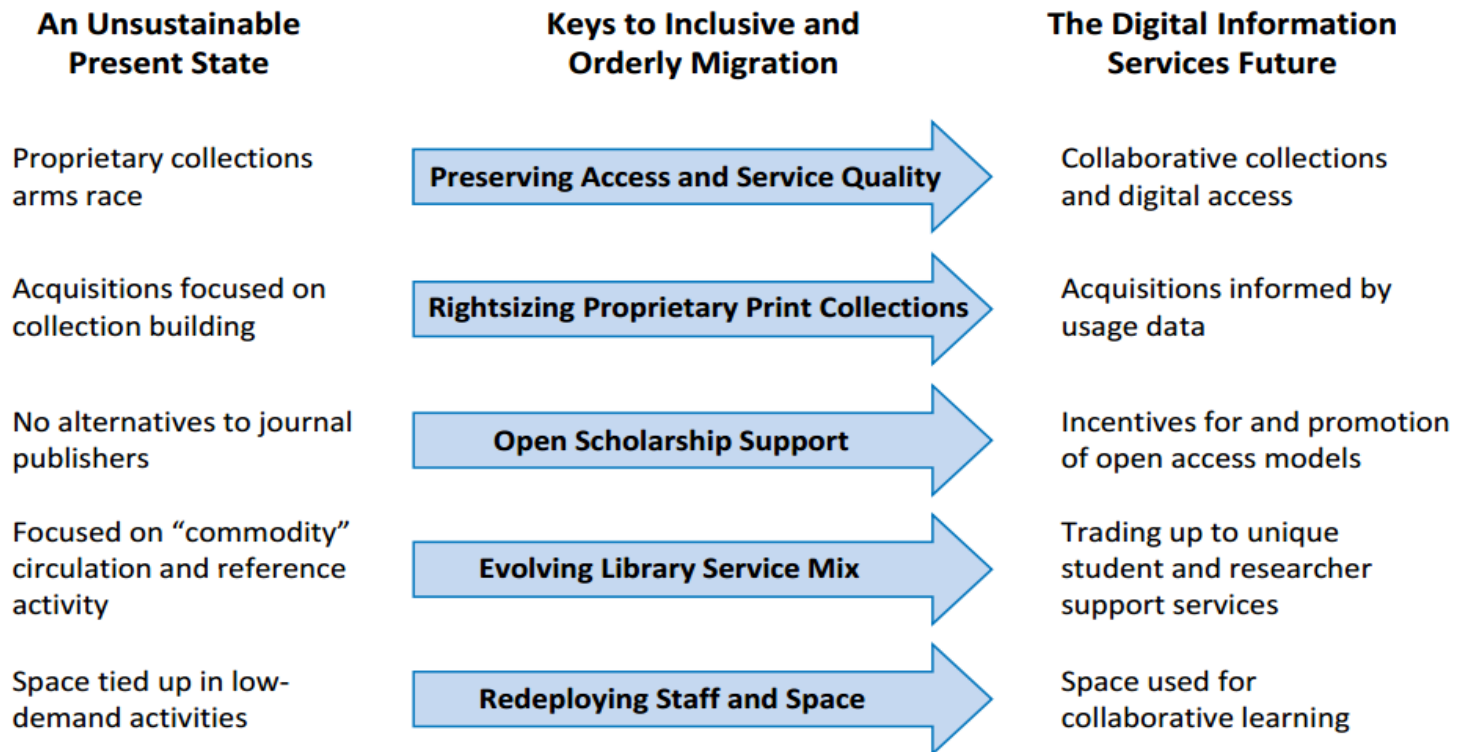 An Unsustainable
Present State
Keys to Inclusive and
Orderly Migration
The Digital Information
Services Future
Proprietary collections
arms race
Preserving Access and Service Quality
Collaborative collections
and digital access
Acquisitions focused on
collection building
Rightsizing Proprietary Print Collections
Acquisitions informed by
usage data
No alternatives to journal
publishers
Open Scholarship Support
Incentives for and promotion
of open access models
Focused on “commodity”
circulation and reference
activity
Evolving Library Service Mix
Trading up to unique
student and researcher
support services
Space tied up in low-
demand activities
Redeploying Staff and Space
Space used for
collaborative learning